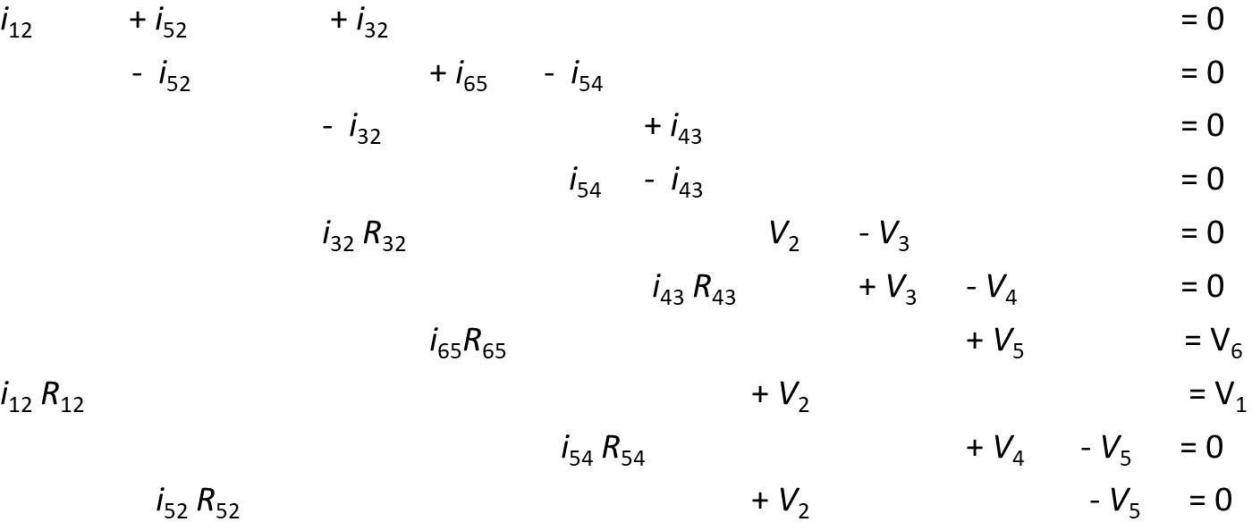 i₁₂ + i₅₂ + i₃₂ = 0
- i₅₂ + i₆₅ - i₅₄ = 0
- i₃₂ + i₄₃ = 0
i₅₄ - i₄₃ = 0
i₃₂ R₃₂ V₂ - V₃ = 0
i₄₃ R₄₃ + V₃ - V₄ = 0
i₆₅R₆₅ + V₅ = V₆
i₁₂ R₁₂ + V₂ = V₁
i₅₄ R₅₄ + V₄ - V₅ = 0
i₅₂ R₅₂ + V₂ - V₅ = 0